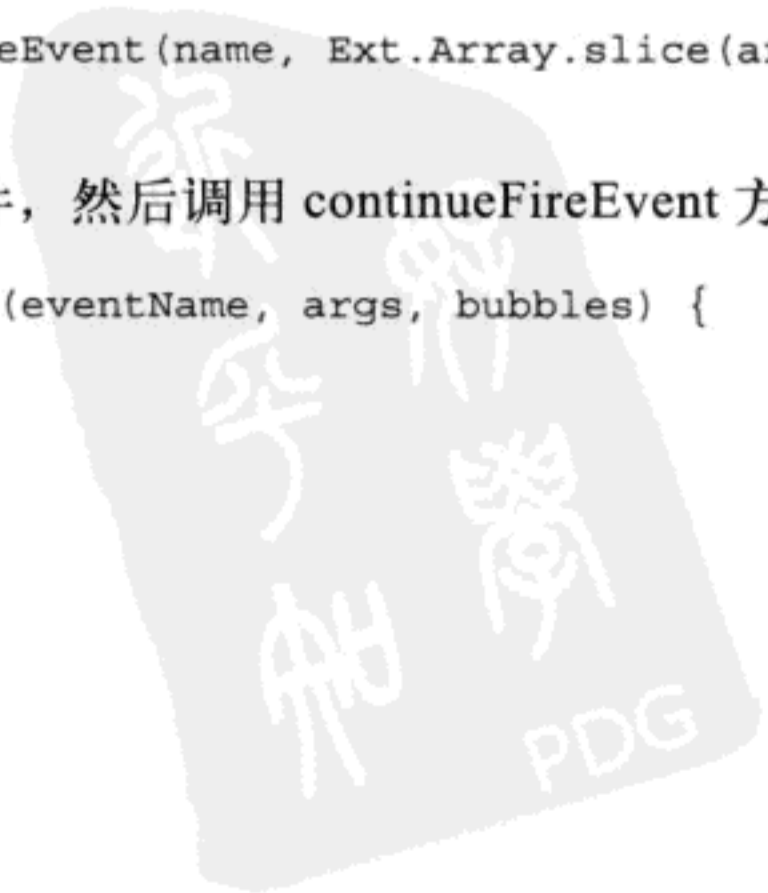 eEvent(name, Ext.Array.slice(a
, 然后调用 continueFireEvent 方
(eventName, args, bubbles) {
PDG